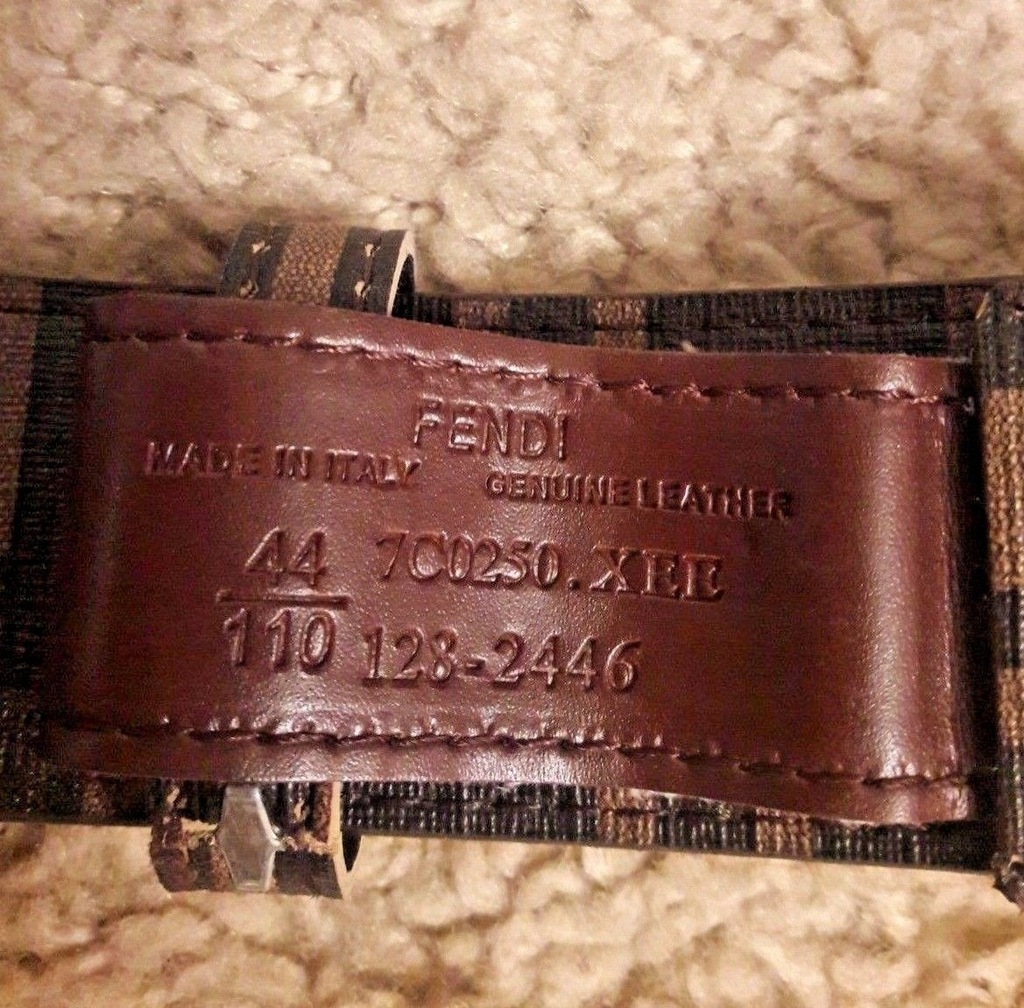 FENDI
MADE IN ITALY GENUINE LEATHER
44 7C0250.XEE
110 128-2446